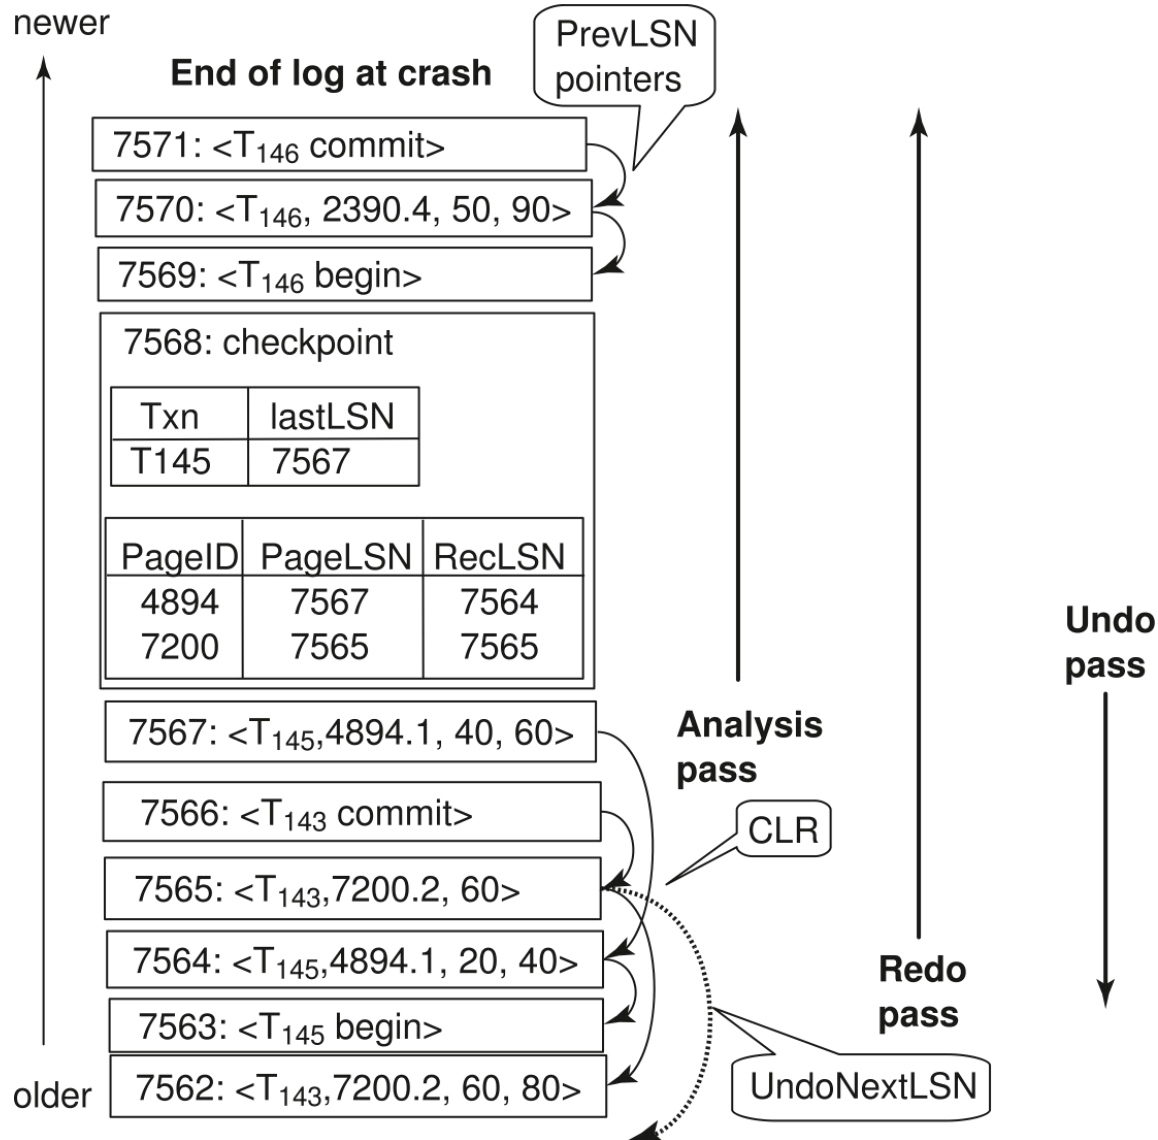 newer
PrevLSN
pointers
End of log at crash
7571: <T146 commit>
7570: <T146, 2390.4, 50, 90>
7569: <T146 begin>
7568: checkpoint
Txn lastLSN
T145 7567
PageID PageLSN RecLSN
4894 7567 7564
7200 7565 7565
Undo
pass
7567: <T145,4894.1, 40, 60>
Analysis
pass
7566: <T143 commit>
CLR
7565: <T143,7200.2, 60>
7564: <T145,4894.1, 20, 40>
Redo
pass
7563: <T145 begin>
older
7562: <T143,7200.2, 60, 80>
UndoNextLSN